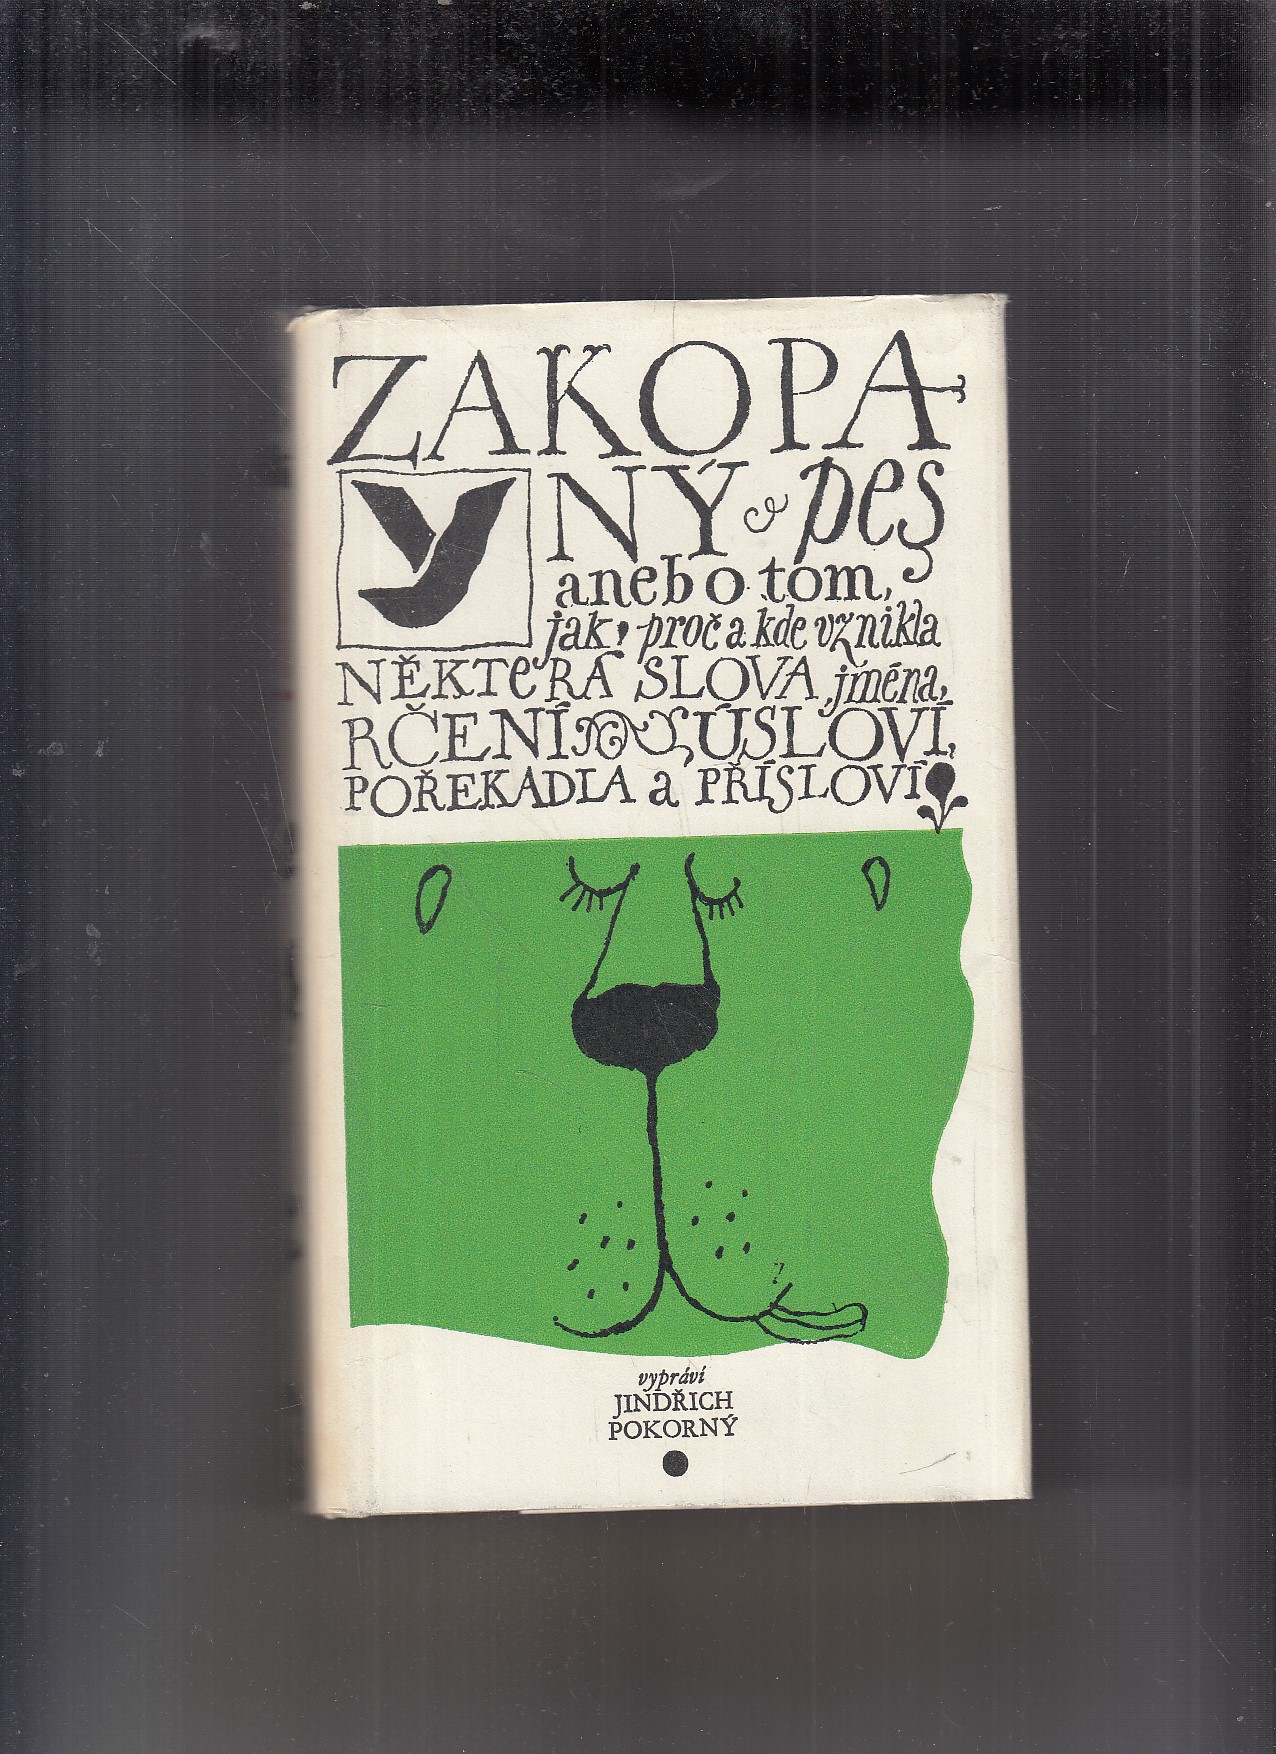 ZAKOPA
NÝ pes
aneb o tom,
jak, proč a kde vznikla
NĚKTeRÁ SLOVA, jména,
RČENÍ ÚSLOVÍ,
POŘEKADLA a PŘÍSLOVÍ
vypráví
JINDŘICH
POKORNÝ